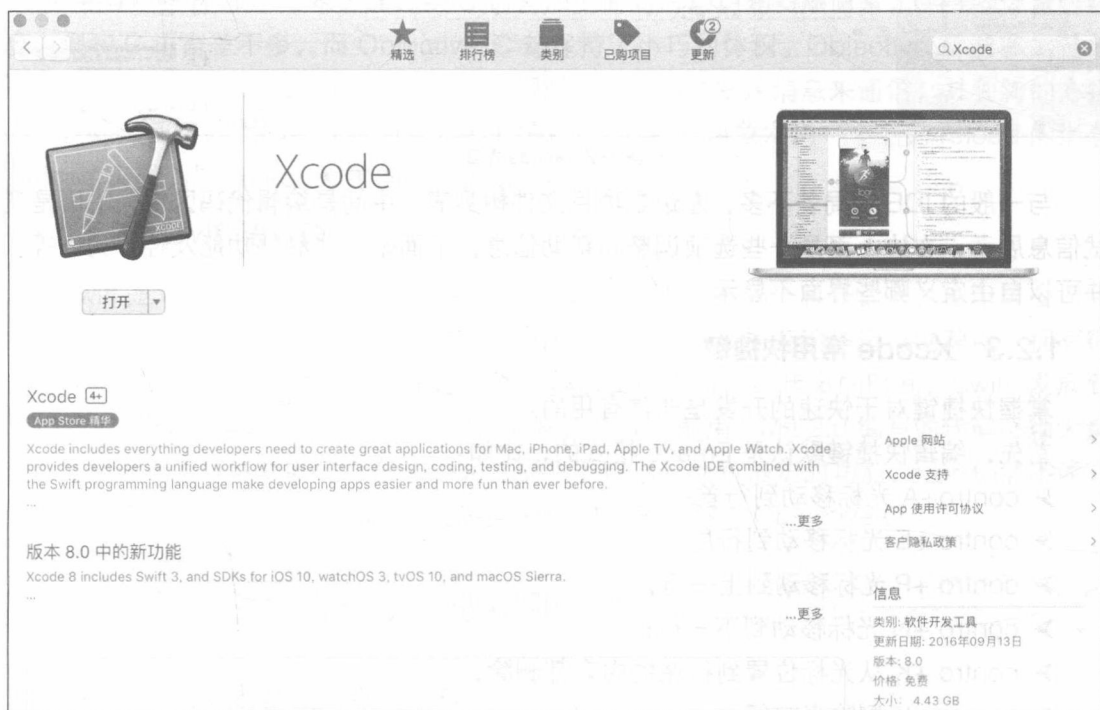 精选
排行榜
类别
已购项目
更新
2
Xcode
Xcode
XCODE
打开
Xcode 4+
App Store 精华
Xcode includes everything developers need to create great applications for Mac, iPhone, iPad, Apple TV, and Apple Watch. Xcode
provides developers a unified workflow for user interface design, coding, testing, and debugging. The Xcode IDE combined with
the Swift programming language make developing apps easier and more fun than ever before.
...
...更多
版本 8.0 中的新功能
Xcode 8 includes Swift 3, and SDKs for iOS 10, watchOS 3, tvOS 10, and macOS Sierra.
...
...更多
Apple 网站
Xcode 支持
App 使用许可协议
客户隐私政策
信息
类别: 软件开发工具
更新日期: 2016年09月13日
版本: 8.0
价格: 免费
大小: 4.43 GB